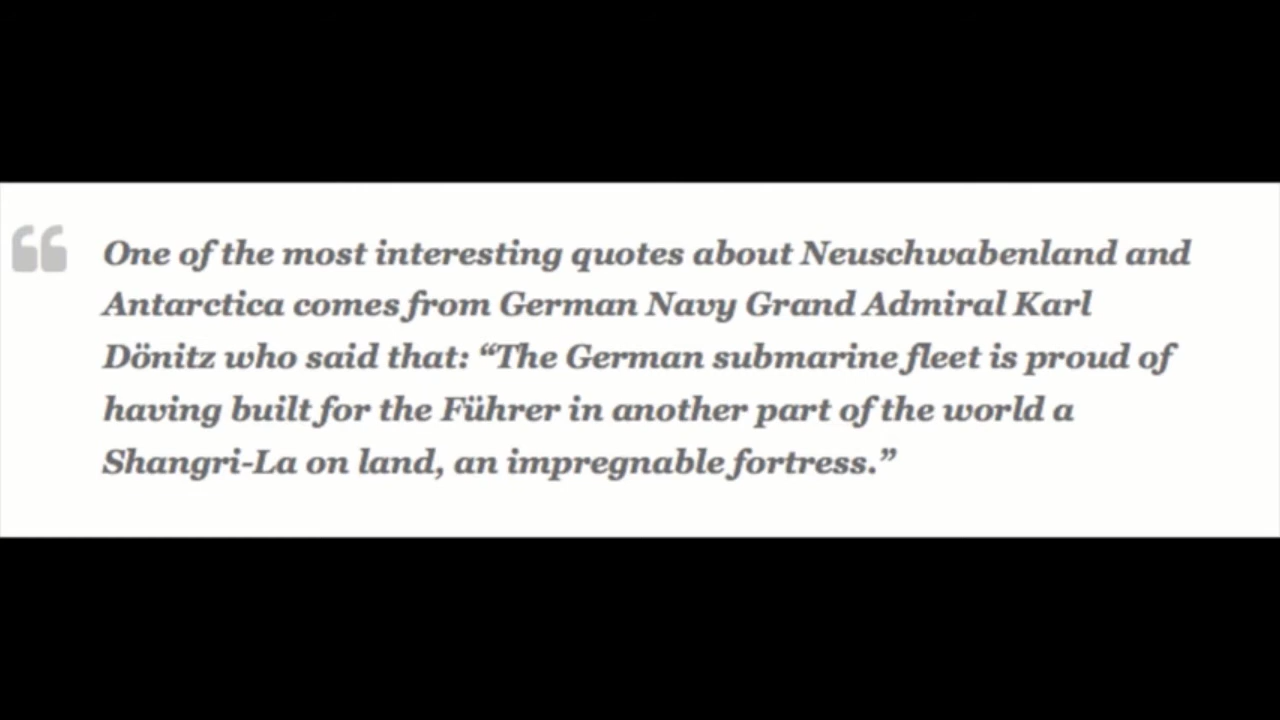 “
One of the most interesting quotes about Neuschwabenland and
Antarctica comes from German Navy Grand Admiral Karl
Dönitz who said that: “The German submarine fleet is proud of
having built for the Führer in another part of the world a
Shangri-La on land, an impregnable fortress.”